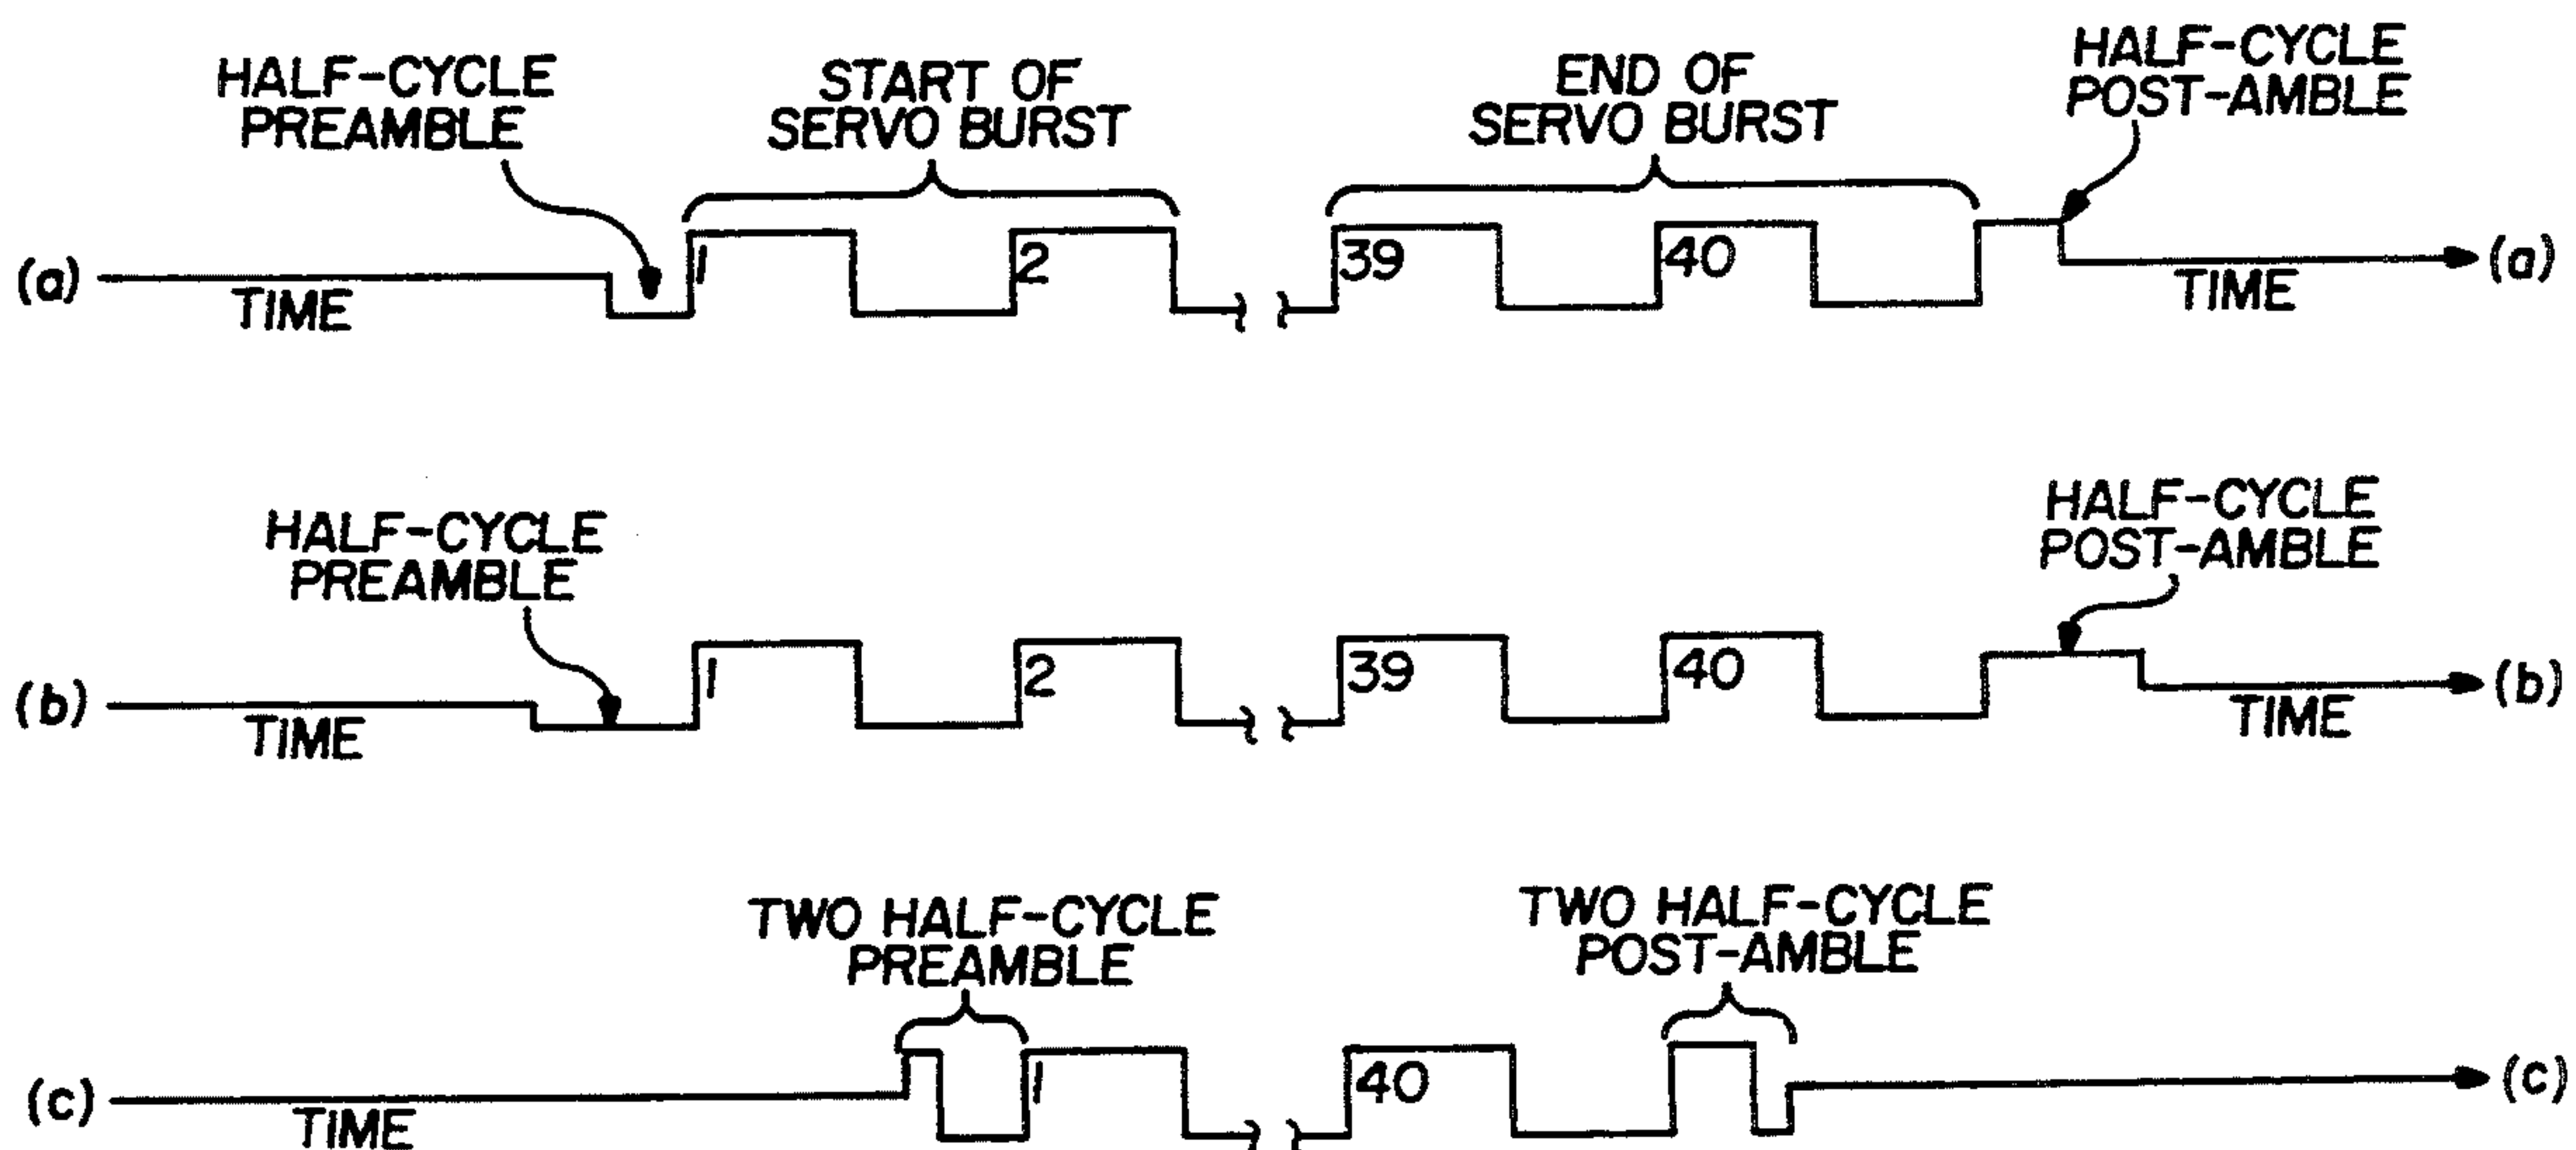 HALF-CYCLE
PREAMBLE
START OF
SERVO BURST
END OF
SERVO BURST
HALF-CYCLE
POST-AMBLE
(a)
TIME
1
2
39
40
TIME
(a)
HALF-CYCLE
PREAMBLE
HALF-CYCLE
POST-AMBLE
(b)
TIME
1
2
39
40
TIME
(b)
TWO HALF-CYCLE
PREAMBLE
TWO HALF-CYCLE
POST-AMBLE
(c)
TIME
1
40
(c)